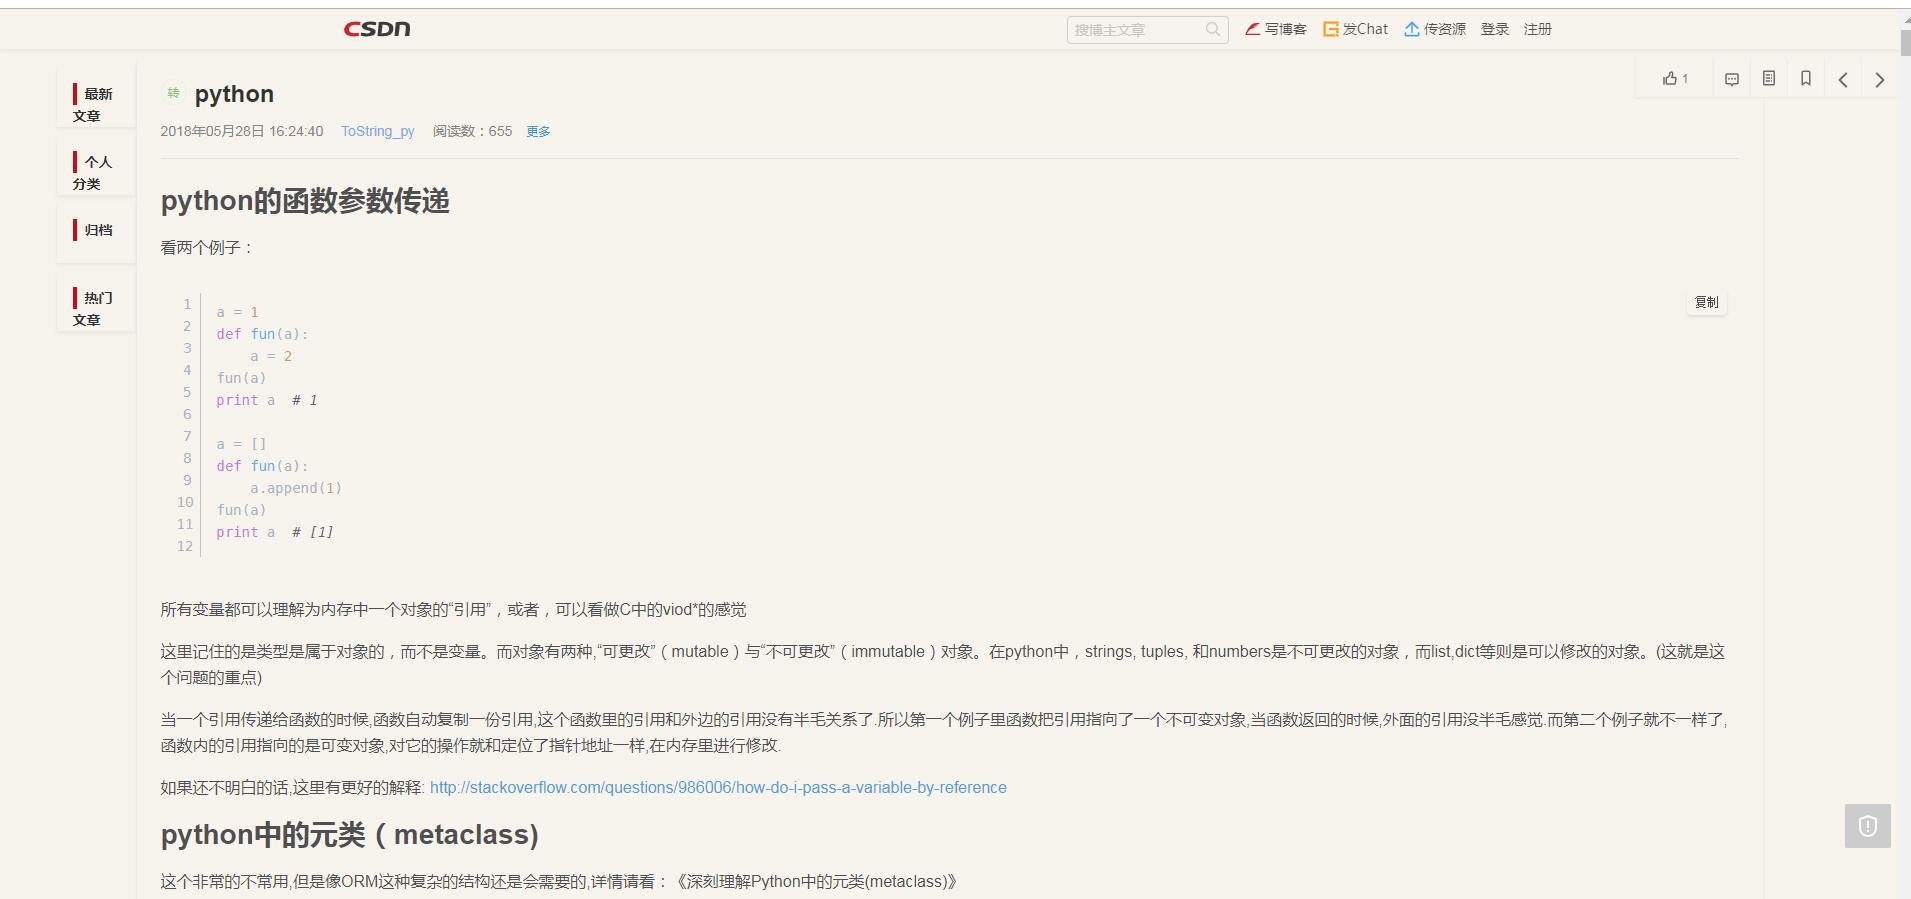 CSDN
搜博主文章
写博客
发Chat
传资源
登录
注册
最新
文章
个人
分类
归档
热门
文章
1
转 python
2018年05月28日 16:24:40 ToString_py 阅读数：655 更多
python的函数参数传递
看两个例子：
复制
1
2
3
4
5
6
7
8
9
10
11
12
a = 1
def fun(a):
    a = 2
fun(a)
print a  # 1
a = []
def fun(a):
    a.append(1)
fun(a)
print a  # [1]
所有变量都可以理解为内存中一个对象的“引用”，或者，可以看做C中的viod*的感觉
这里记住的是类型是属于对象的，而不是变量。而对象有两种,“可更改”（mutable）与“不可更改”（immutable）对象。在python中，strings, tuples, 和numbers是不可更改的对象，而list,dict等则是可以修改的对象。(这就是这
个问题的重点)
当一个引用传递给函数的时候,函数自动复制一份引用,这个函数里的引用和外边的引用没有半毛关系了.所以第一个例子里函数把引用指向了一个不可变对象,当函数返回的时候,外面的引用没半毛感觉.而第二个例子就不一样了,
函数内的引用指向的是可变对象,对它的操作就和定位了指针地址一样,在内存里进行修改.
如果还不明白的话,这里有更好的解释: http://stackoverflow.com/questions/986006/how-do-i-pass-a-variable-by-reference
python中的元类（metaclass)
这个非常的不常用,但是像ORM这种复杂的结构还是会需要的,详情请看：《深刻理解Python中的元类(metaclass)》